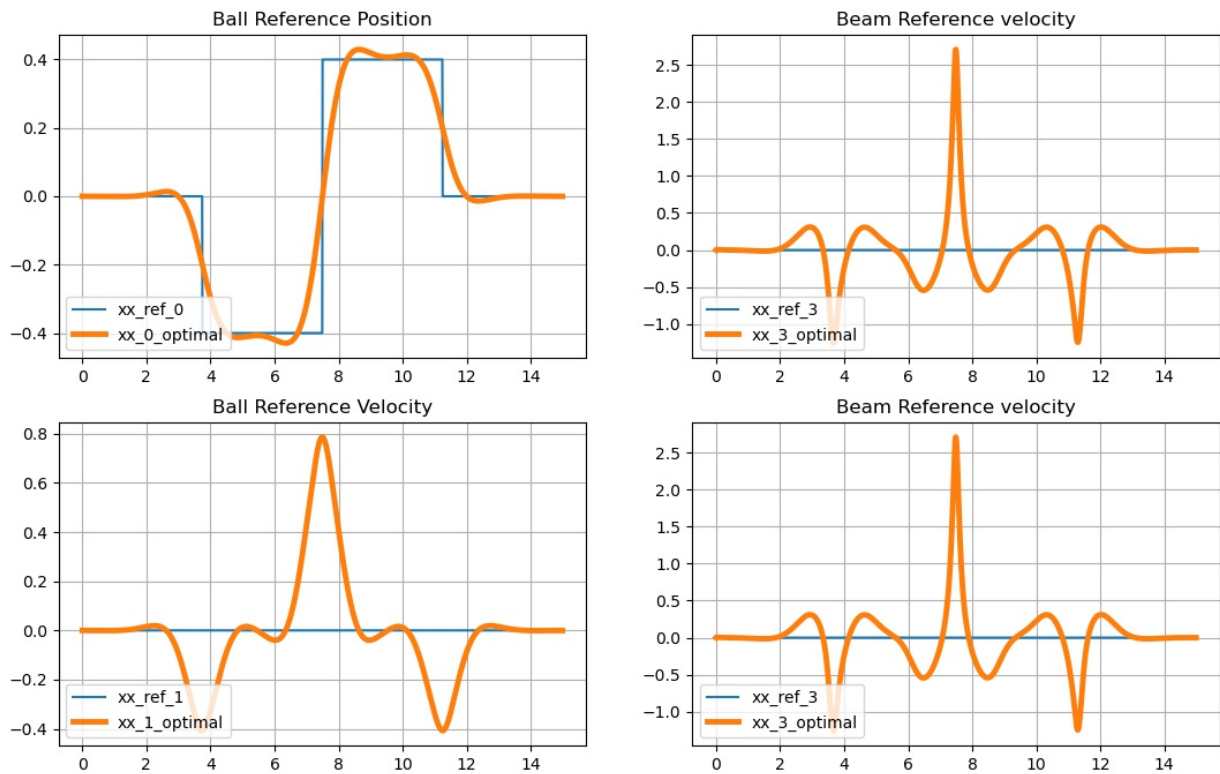 Ball Reference Position
0.4
0.2
0.0
−0.2
−0.4
xx_ref_0
xx_0_optimal
0 2 4 6 8 10 12 14
Beam Reference velocity
2.5
2.0
1.5
1.0
0.5
0.0
−0.5
−1.0
xx_ref_3
xx_3_optimal
0 2 4 6 8 10 12 14
Ball Reference Velocity
0.8
0.6
0.4
0.2
0.0
−0.2
−0.4
xx_ref_1
xx_1_optimal
0 2 4 6 8 10 12 14
Beam Reference velocity
2.5
2.0
1.5
1.0
0.5
0.0
−0.5
−1.0
xx_ref_3
xx_3_optimal
0 2 4 6 8 10 12 14